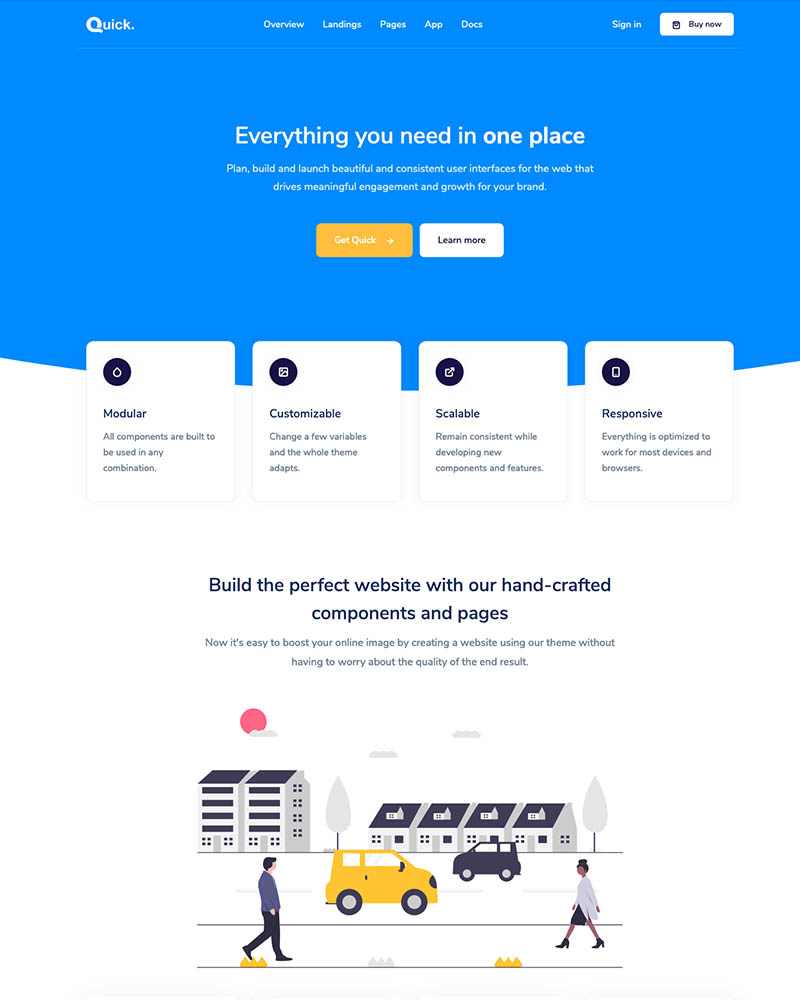 Quick.
Overview Landings Pages App Docs
Sign in
Buy now
Everything you need in one place
Plan, build and launch beautiful and consistent user interfaces for the web that
drives meaningful engagement and growth for your brand.
Get Quick
Learn more
Modular
All components are built to
be used in any
combination.
Customizable
Change a few variables
and the whole theme
adapts.
Scalable
Remain consistent while
developing new
components and features.
Responsive
Everything is optimized to
work for most devices and
browsers.
Build the perfect website with our hand-crafted
components and pages
Now it's easy to boost your online image by creating a website using our theme without
having to worry about the quality of the end result.